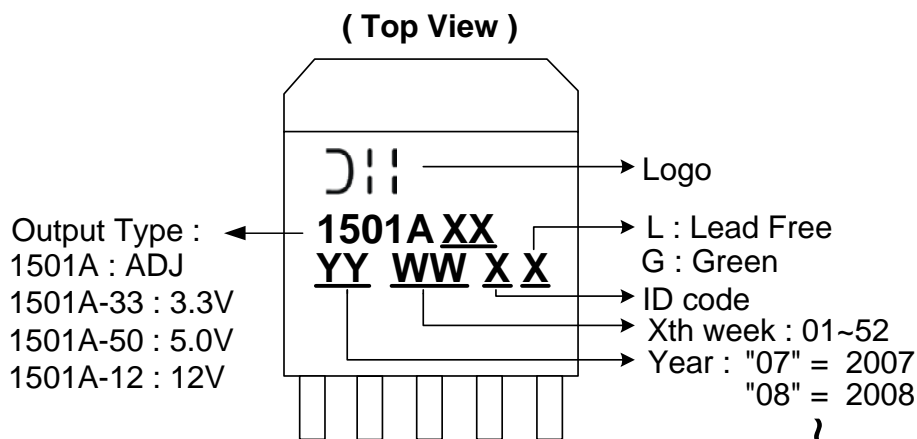 ( Top View )
Logo
1501A XX
YY WW X X
Output Type :
1501A : ADJ
1501A-33 : 3.3V
1501A-50 : 5.0V
1501A-12 : 12V
L : Lead Free
G : Green
ID code
Xth week : 01~52
Year : "07" = 2007
"08" = 2008
~